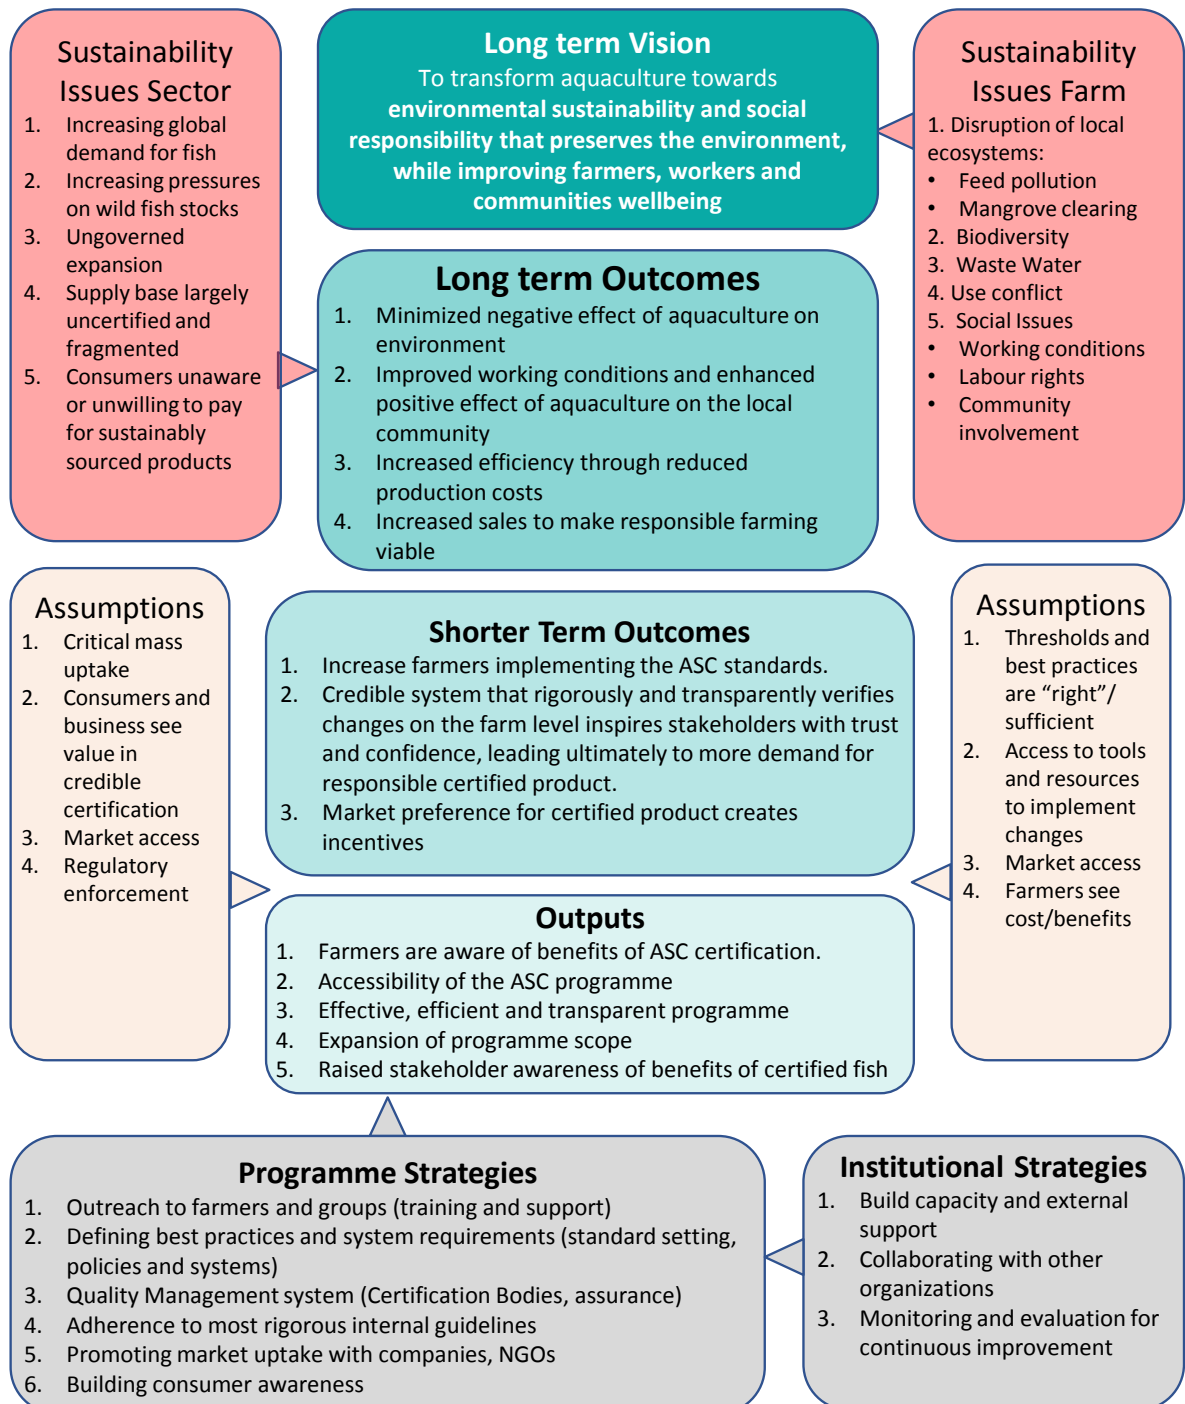 Sustainability
Issues Sector
1. Increasing global
demand for fish
2. Increasing pressures
on wild fish stocks
3. Ungoverned
expansion
4. Supply base largely
uncertified and
fragmented
5. Consumers unaware
or unwilling to pay
for sustainably
sourced products
Long term Vision
To transform aquaculture towards
environmental sustainability and social
responsibility that preserves the environment,
while improving farmers, workers and
communities wellbeing
Sustainability
Issues Farm
1. Disruption of local
ecosystems:
• Feed pollution
• Mangrove clearing
2. Biodiversity
3. Waste Water
4. Use conflict
5. Social Issues
• Working conditions
• Labour rights
• Community
involvement
Long term Outcomes
1. Minimized negative effect of aquaculture on
environment
2. Improved working conditions and enhanced
positive effect of aquaculture on the local
community
3. Increased efficiency through reduced
production costs
4. Increased sales to make responsible farming
viable
Assumptions
1. Critical mass
uptake
2. Consumers and
business see
value in
credible
certification
3. Market access
4. Regulatory
enforcement
Shorter Term Outcomes
1. Increase farmers implementing the ASC standards.
2. Credible system that rigorously and transparently verifies
changes on the farm level inspires stakeholders with trust
and confidence, leading ultimately to more demand for
responsible certified product.
3. Market preference for certified product creates
incentives
Assumptions
1. Thresholds and
best practices
are “right”/
sufficient
2. Access to tools
and resources
to implement
changes
3. Market access
4. Farmers see
cost/benefits
Outputs
1. Farmers are aware of benefits of ASC certification.
2. Accessibility of the ASC programme
3. Effective, efficient and transparent programme
4. Expansion of programme scope
5. Raised stakeholder awareness of benefits of certified fish
Programme Strategies
1. Outreach to farmers and groups (training and support)
2. Defining best practices and system requirements (standard setting,
policies and systems)
3. Quality Management system (Certification Bodies, assurance)
4. Adherence to most rigorous internal guidelines
5. Promoting market uptake with companies, NGOs
6. Building consumer awareness
Institutional Strategies
1. Build capacity and external
support
2. Collaborating with other
organizations
3. Monitoring and evaluation for
continuous improvement